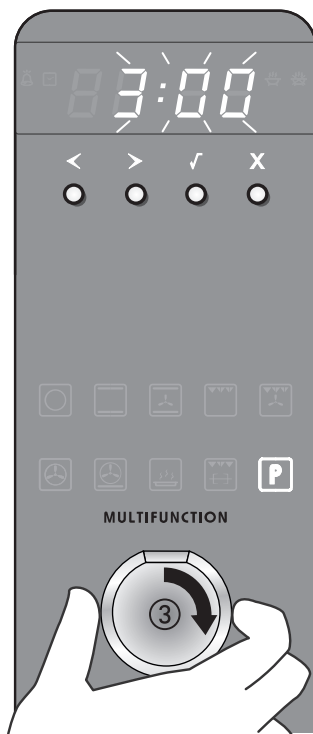 3:00
< > √ X
P
MULTIFUNCTION
3